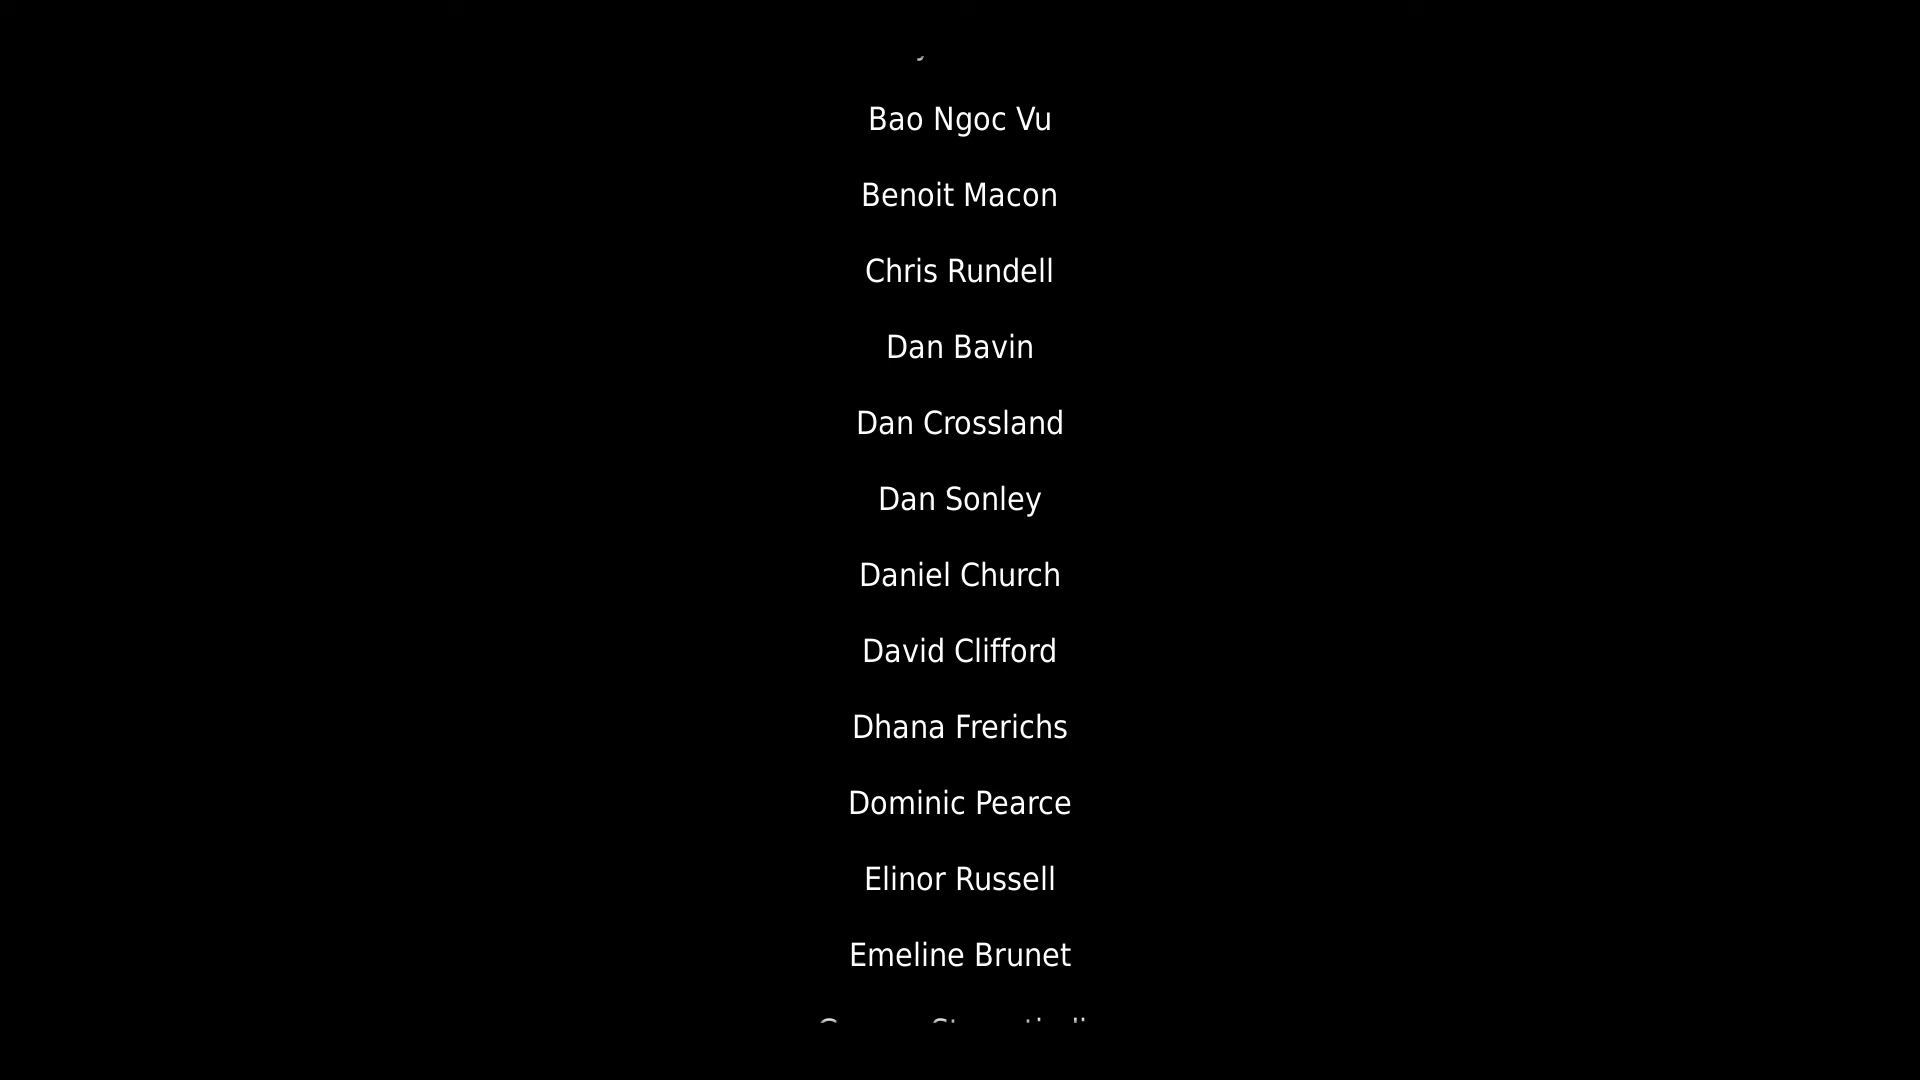 Bao Ngoc Vu
Benoit Macon
Chris Rundell
Dan Bavin
Dan Crossland
Dan Sonley
Daniel Church
David Clifford
Dhana Frerichs
Dominic Pearce
Elinor Russell
Emeline Brunet